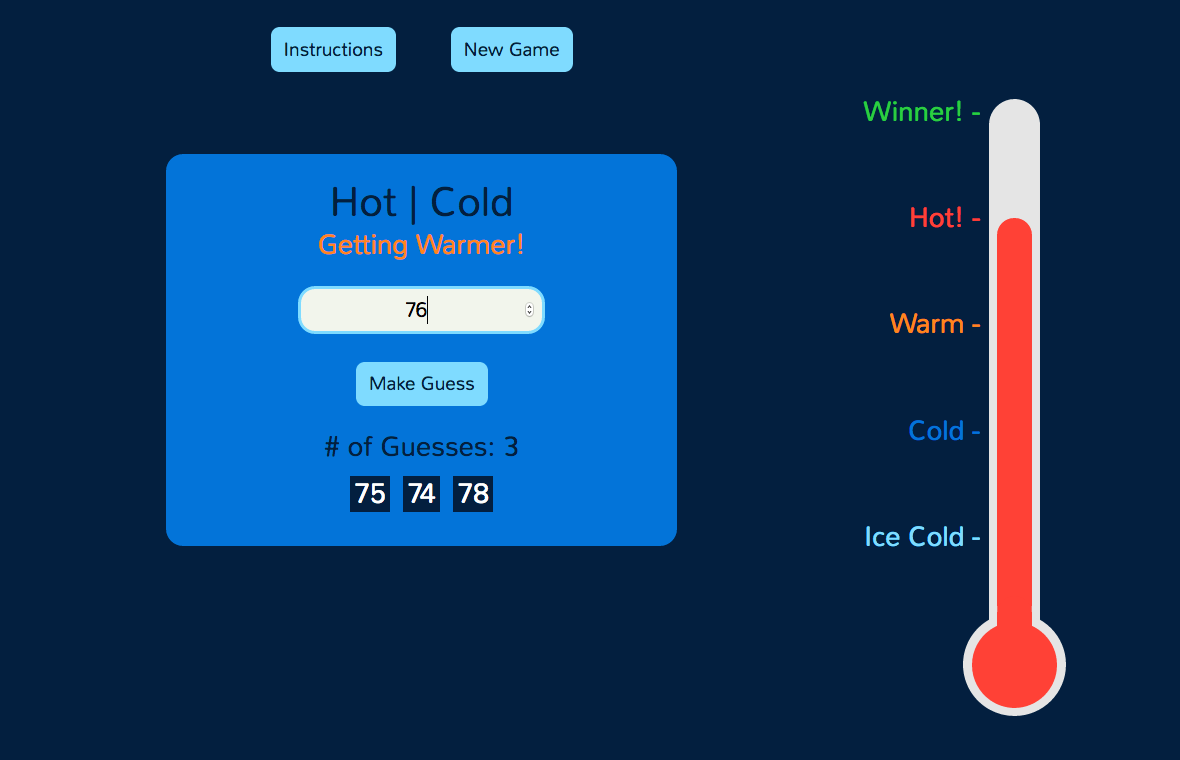 Instructions
New Game
Hot | Cold
Getting Warmer!
76
Make Guess
# of Guesses: 3
75 74 78
Winner! -
Hot! -
Warm -
Cold -
Ice Cold -